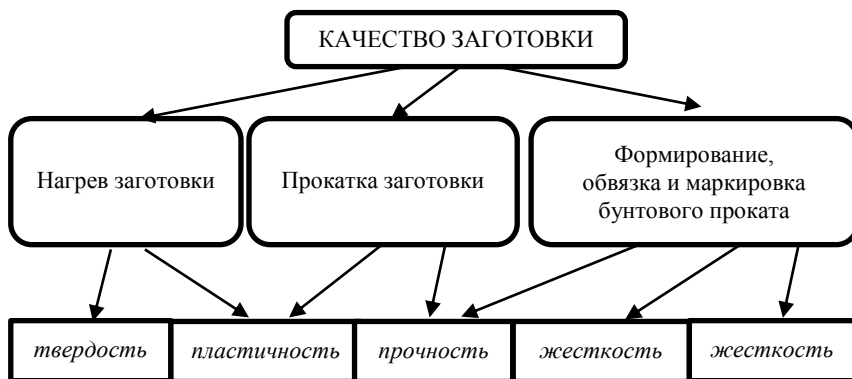 КАЧЕСТВО ЗАГОТОВКИ
Нагрев заготовки
Прокатка заготовки
Формирование,
обвязка и маркировка
бунтового проката
твердость
пластичность
прочность
жесткость
жесткость